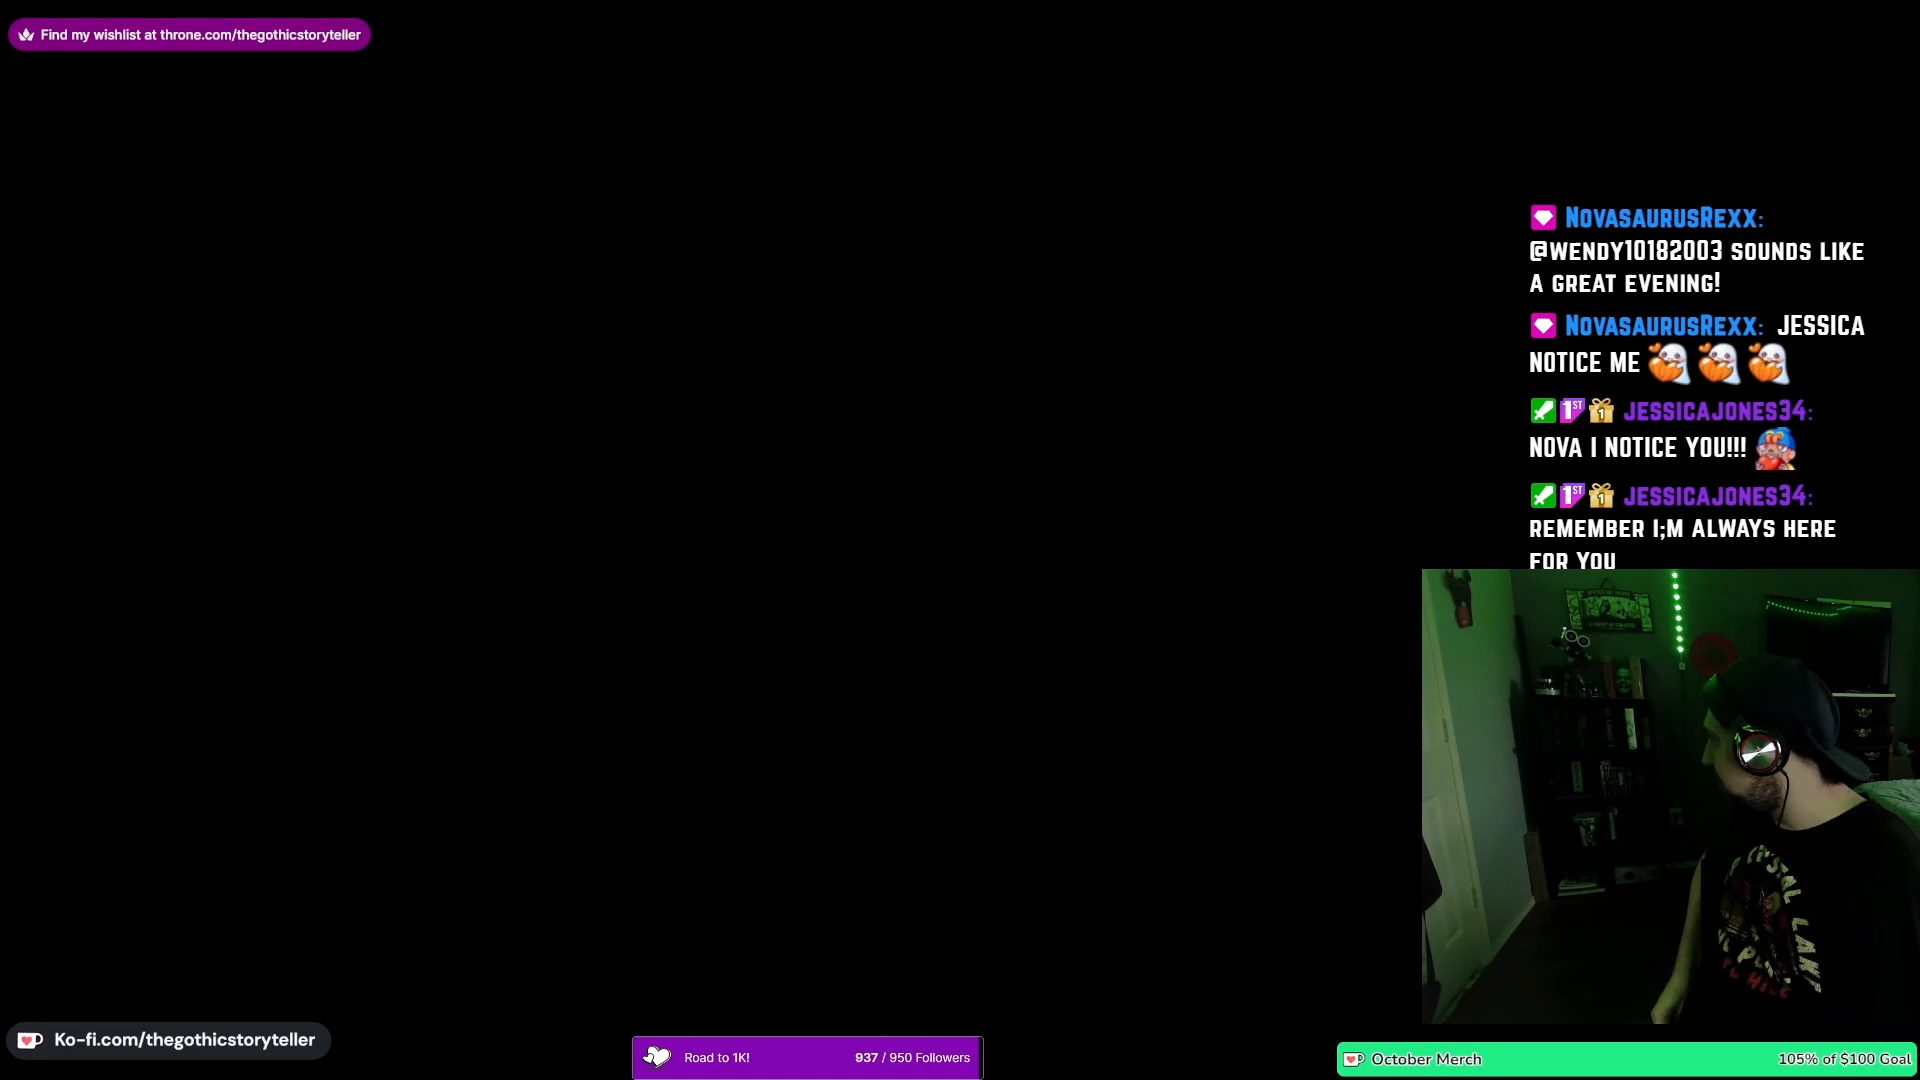 Find my wishlist at throne.com/thegothicstoryteller
NovasaurusRexx:
@wendy10182003 sounds like
a great evening!
NovasaurusRexx: JESSICA
NOTICE ME
jessicajones34:
NOVA I NOTICE YOU!!!
jessicajones34:
remember i;m always here
for You
CRYSTAL LAKE
Ko-fi.com/thegothicstoryteller
Road to 1K!
937 / 950 Followers
October Merch
105% of $100 Goal